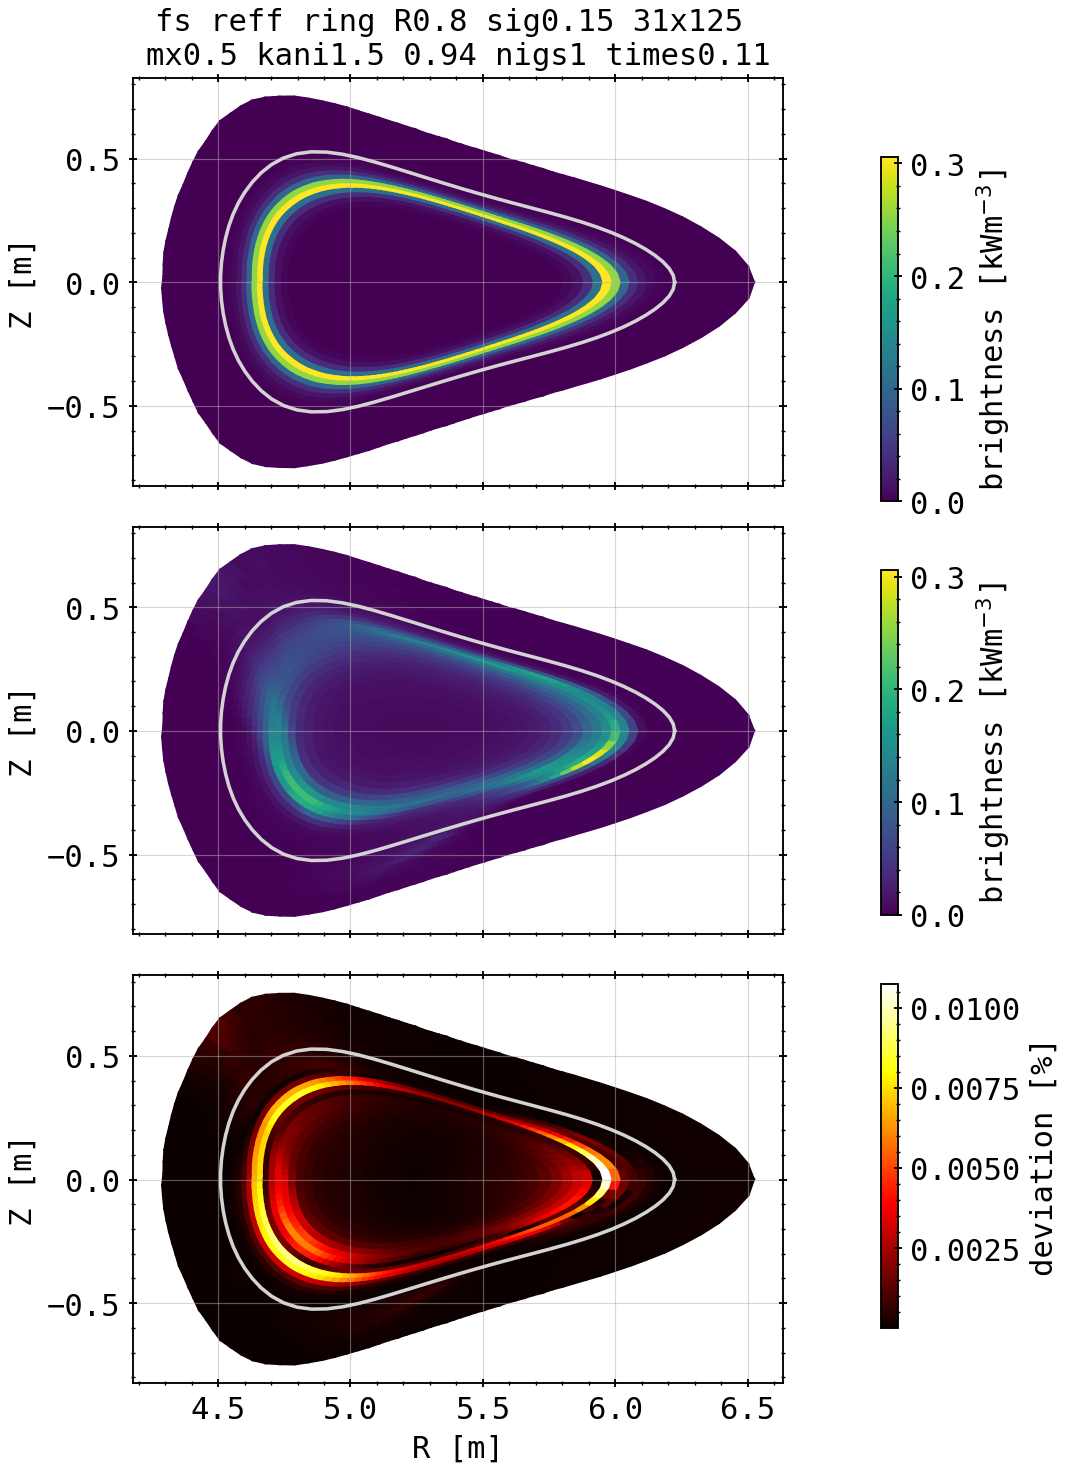 fs reff ring R0.8 sig0.15 31x125
mx0.5 kani1.5 0.94 nigs1 times0.11
0.5
0.0
−0.5
Z [m]
0.3
0.2
0.1
0.0
brightness [kWm⁻³]
0.5
0.0
−0.5
Z [m]
0.3
0.2
0.1
0.0
brightness [kWm⁻³]
0.5
0.0
−0.5
Z [m]
0.0100
0.0075
0.0050
0.0025
deviation [%]
4.5 5.0 5.5 6.0 6.5
R [m]